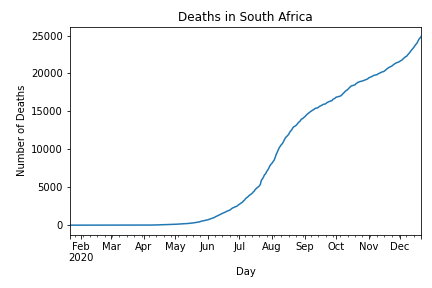 Deaths in South Africa
Number of Deaths
25000
20000
15000
10000
5000
0
Feb Mar Apr May Jun Jul Aug Sep Oct Nov Dec
2020
Day